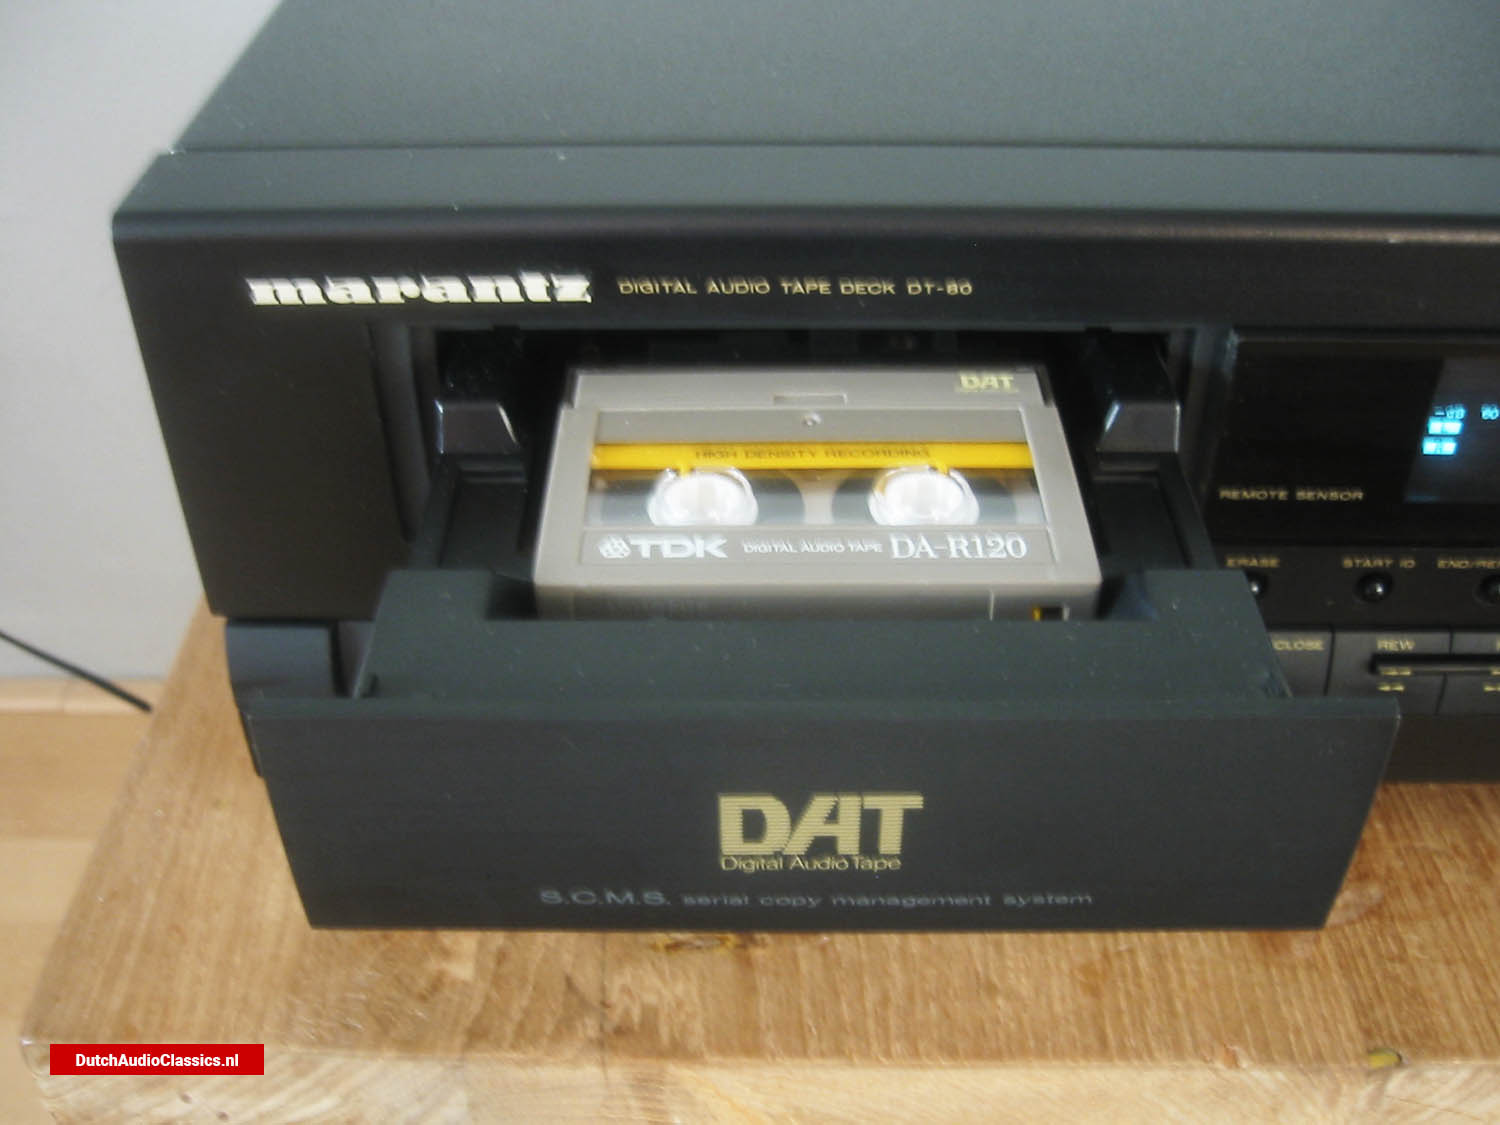 marantz DIGITAL AUDIO TAPE DECK DT-80
DAT
HIGH DENSITY RECORDING
TDK DIGITAL AUDIO TAPE DA-R120
REMOTE SENSOR
ERASE START ID
CLOSE REW
DAT
Digital Audio Tape
S.C.M.S. serial copy management system
DutchAudioClassics.nl